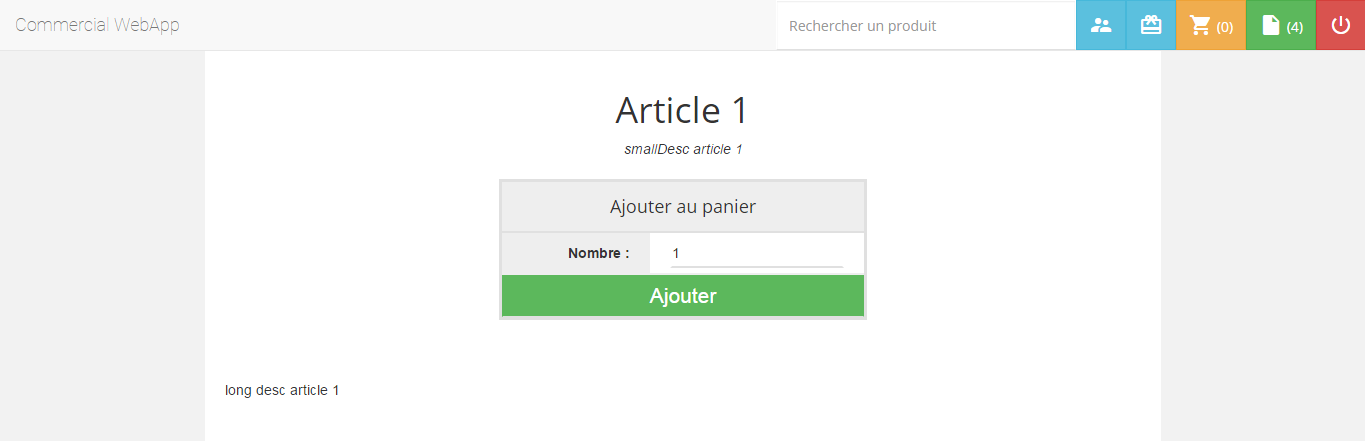 Commercial WebApp
Rechercher un produit
(0)
(4)
Article 1
smallDesc article 1
Ajouter au panier
Nombre : 1
Ajouter
long desc article 1